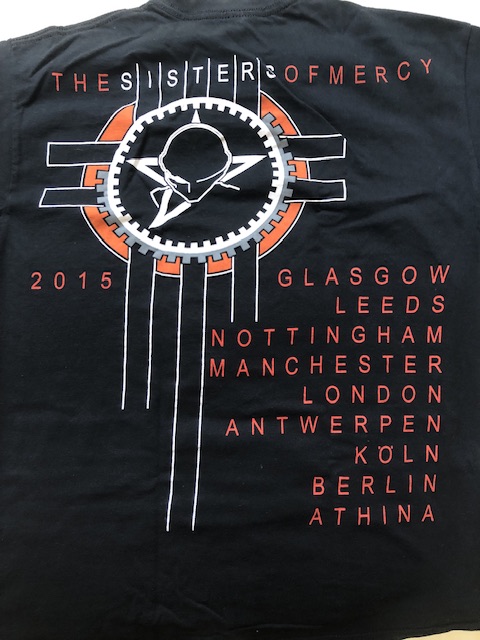 THE SISTERS OF MERCY
2015
GLASGOW
LEEDS
NOTTINGHAM
MANCHESTER
LONDON
ANTWERPEN
KÖLN
BERLIN
ATHINA